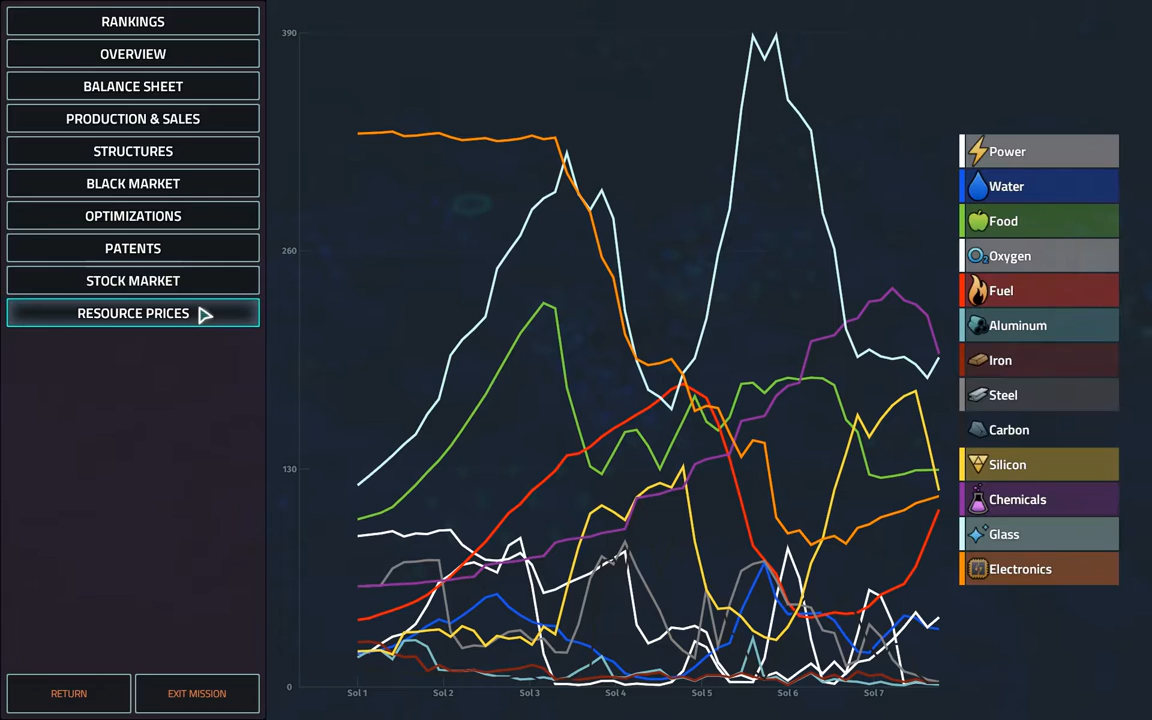 RANKINGS
OVERVIEW
BALANCE SHEET
PRODUCTION & SALES
STRUCTURES
BLACK MARKET
OPTIMIZATIONS
PATENTS
STOCK MARKET
RESOURCE PRICES
RETURN
EXIT MISSION
390
260
130
0
Sol 1
Sol 2
Sol 3
Sol 4
Sol 5
Sol 6
Sol 7
Power
Water
Food
O2 Oxygen
Fuel
Aluminum
Iron
Steel
Carbon
Silicon
Chemicals
Glass
Electronics